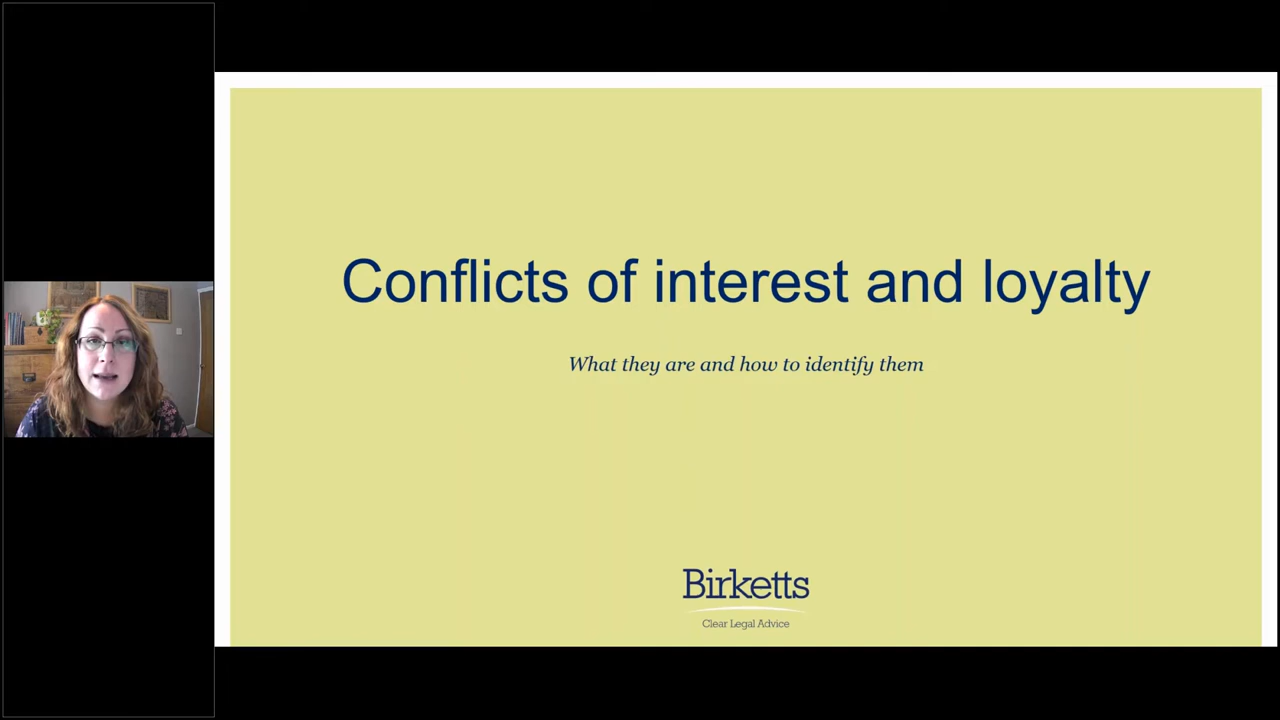 Conflicts of interest and loyalty
What they are and how to identify them
Birketts
Clear Legal Advice